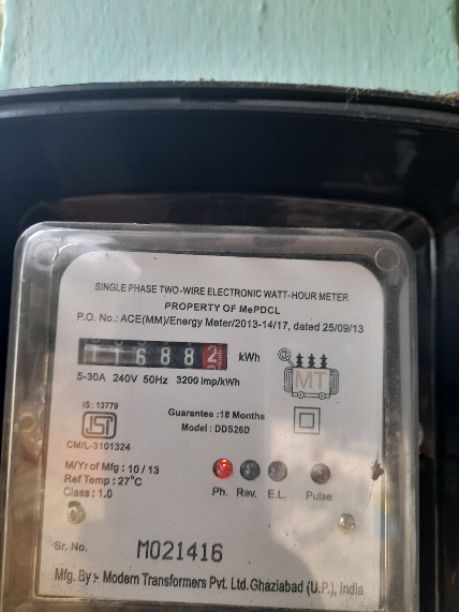 SINGLE PHASE TWO-WIRE ELECTRONIC WATT-HOUR METER
PROPERTY OF MePDCL
P.O. No.: ACE(MM)/Energy Meter/2013-14/17, dated 25/09/13
116882 kWh
5-30A 240V 50Hz 3200 Imp/kWh
MT
IS : 13779
Guarantee :18 Months
Model : DDS26D
CM/L-3101324
M/Yr of Mfg : 10 / 13
Ref Temp : 27°C
Class : 1.0
Ph. Rev. E.L. Pulse
Sr. No. M021416
Mfg. By :- Modern Transformers Pvt. Ltd. Ghaziabad (U.P.), India